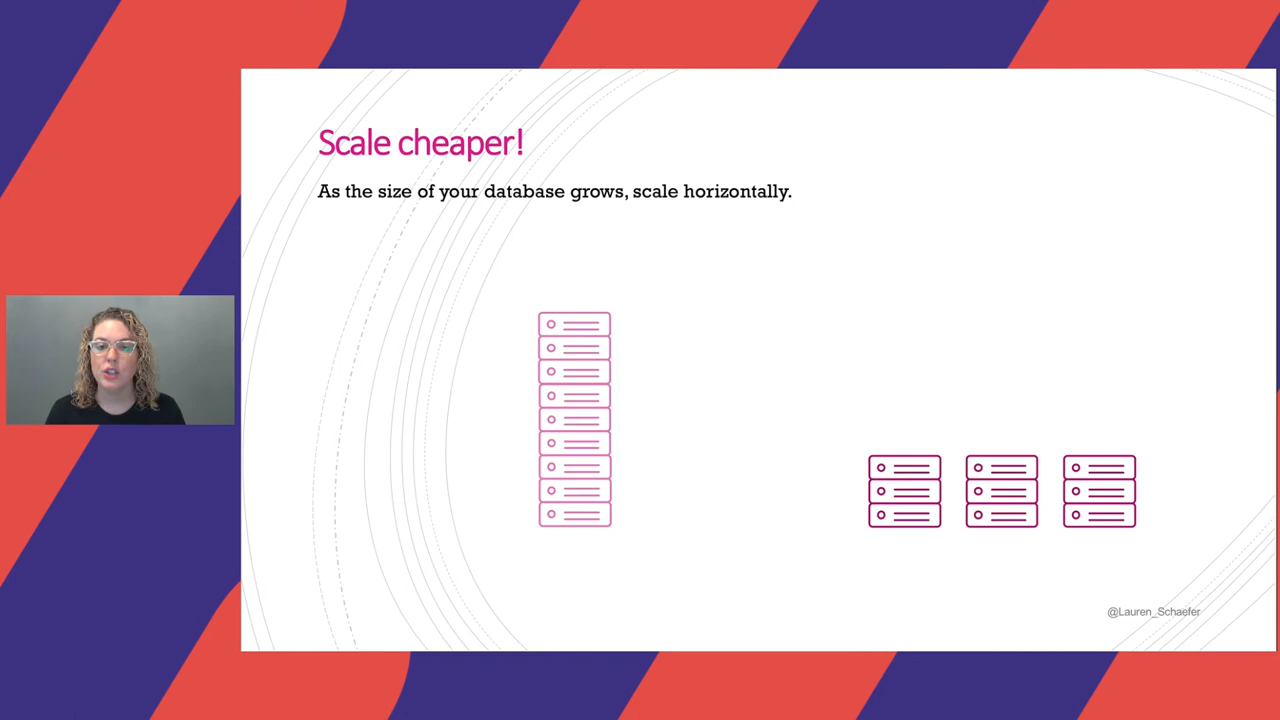 Scale cheaper!
As the size of your database grows, scale horizontally.
@Lauren_Schaefer